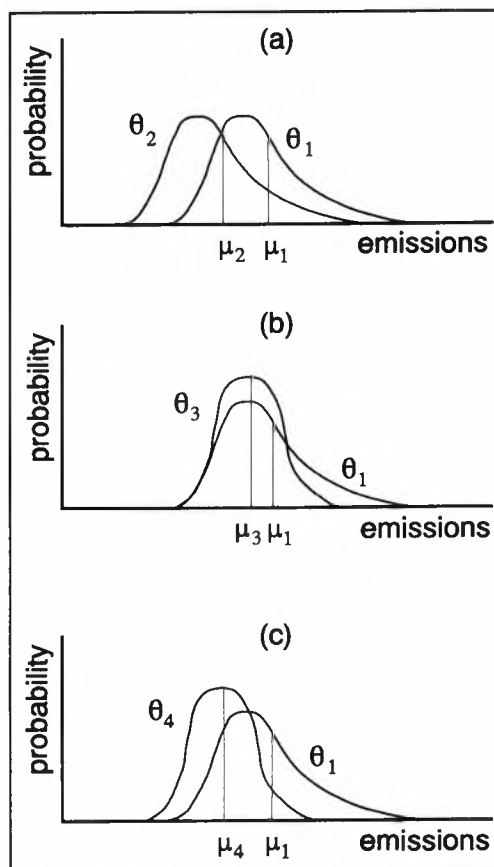 (a)
probability
θ2
θ1
μ2 μ1 emissions
(b)
probability
θ3
θ1
μ3 μ1 emissions
(c)
probability
θ4
θ1
μ4 μ1 emissions